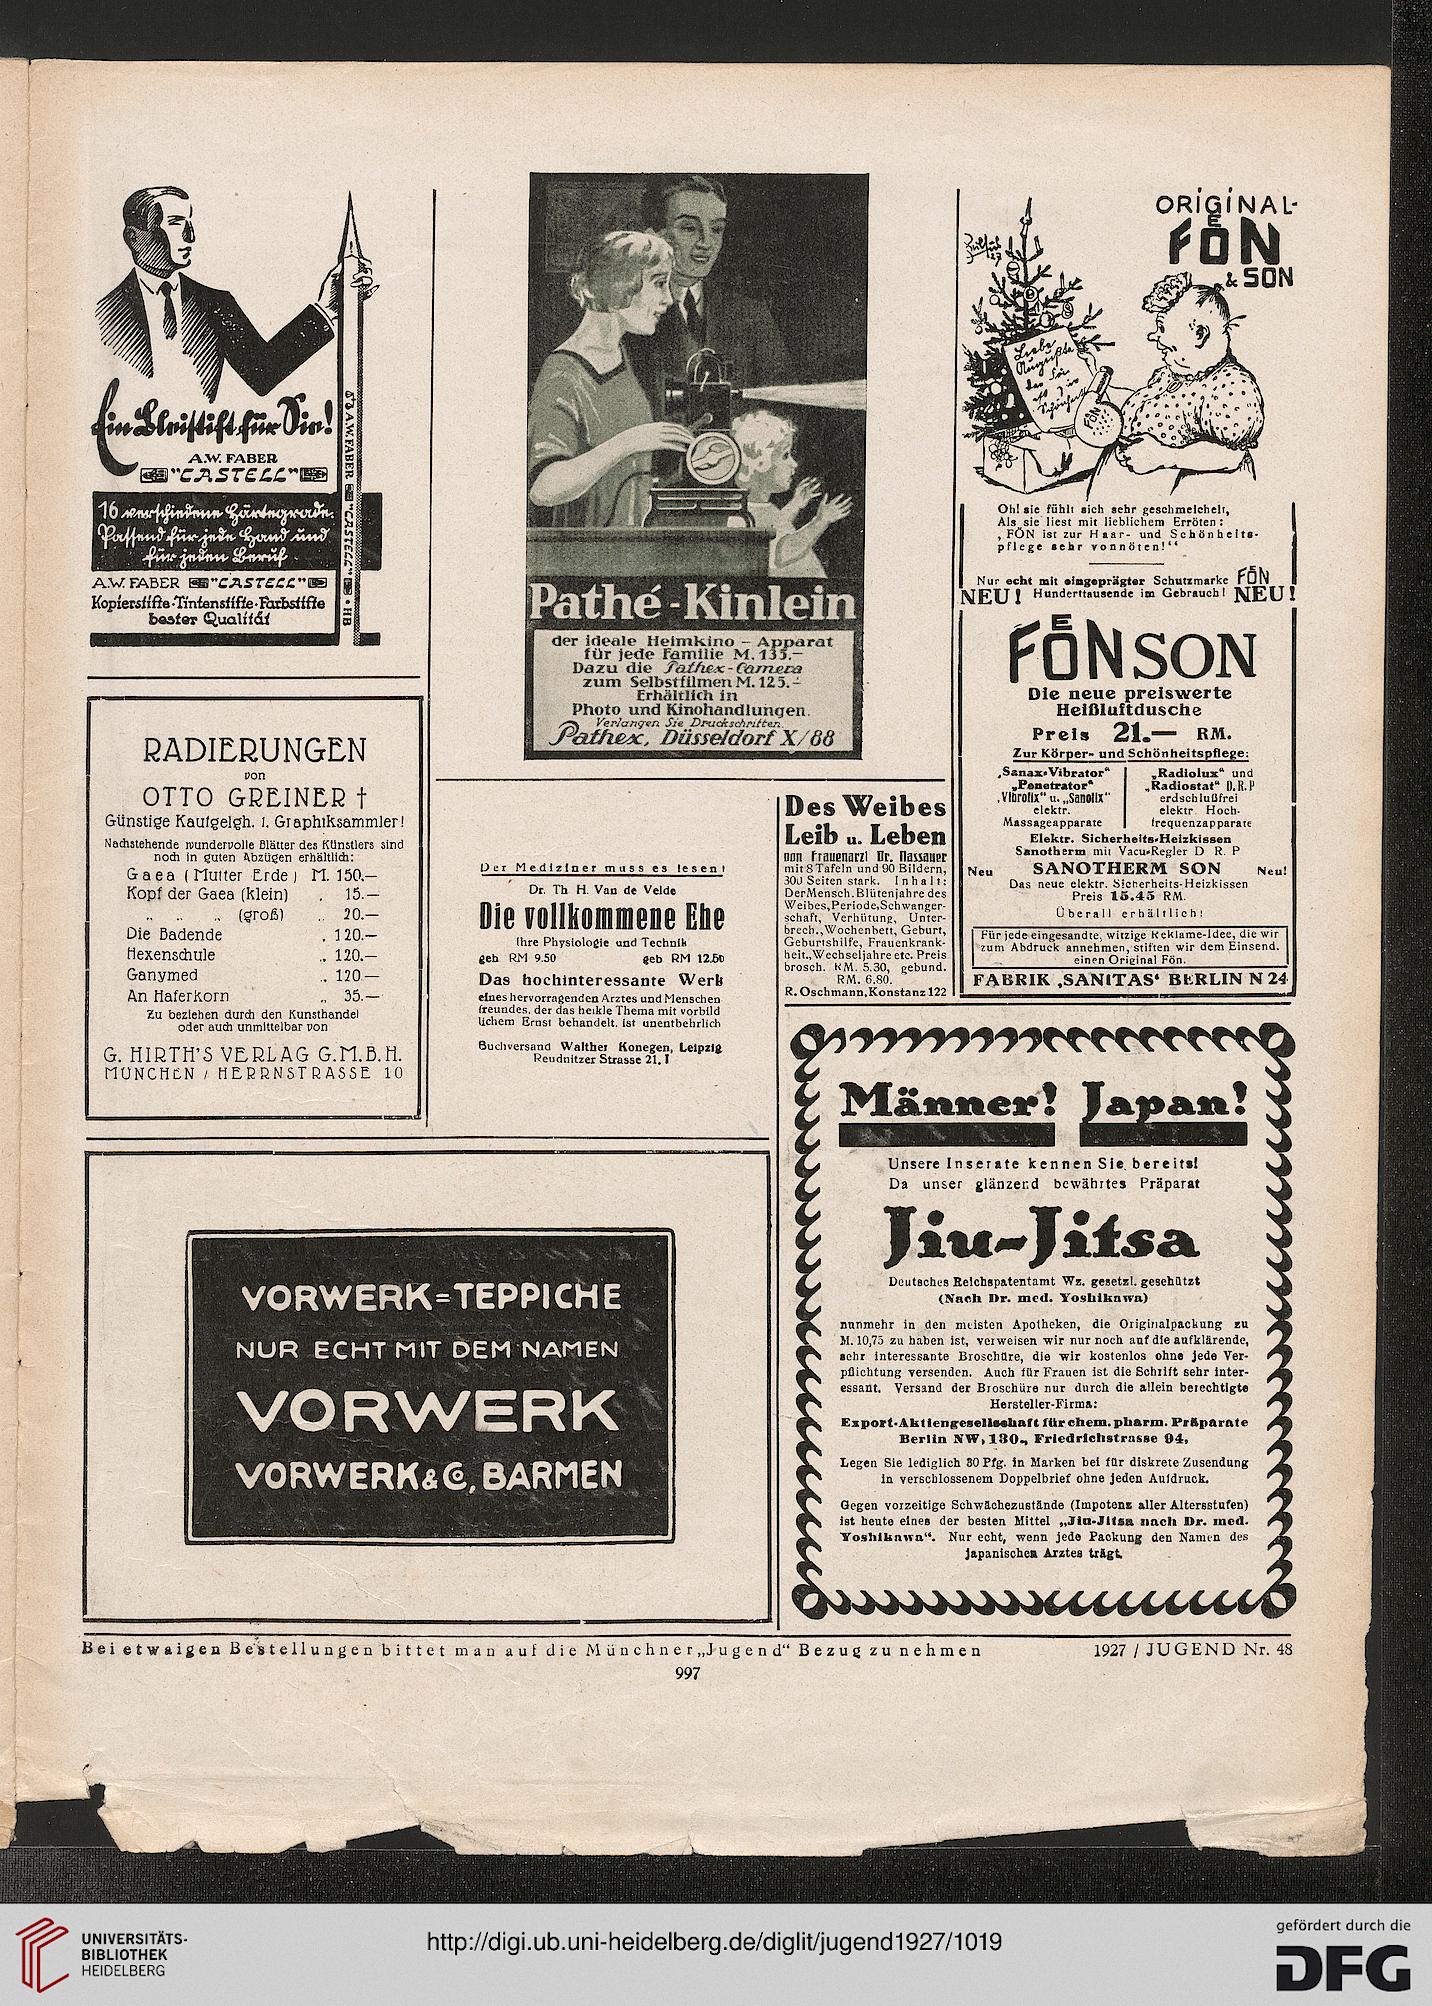 Ein Bleistift für Sie!
A.W. FABER
"CASTELL"
16 verschiedene Härtegrade.
Passend für jede Hand und
für jeden Beruf.
A.W. FABER "CASTELL"
Kopierstifte-Tintenstifte-Farbstifte
bester Qualität
A.W. FABER "CASTELL" HB
Pathé-Kinlein
der ideale Heimkino-Apparat
für jede Familie M. 135.-
Dazu die Pathex-Camera
zum Selbstfilmen M. 125.-
Erhältlich in
Photo und Kinohandlungen.
Verlangen Sie Druckschriften.
Pathex, Düsseldorf X/88
ORIGINAL-
FÖN
& SON
Liebe
Auguste
Oh! sie fühlt sich sehr geschmeichelt,
Als sie liest mit lieblichem Erröten:
„FÖN ist zur Haar- und Schönheits-
pflege sehr vonnöten!“
Nur echt mit eingeprägter Schutzmarke FÖN
NEU! Hunderttausende im Gebrauch! NEU!
FÖNSON
Die neue preiswerte
Heißluftdusche
Preis 21.— RM.
Zur Körper- und Schönheitspflege:
„Sanax-Vibrator“
„Penetrator“
„Vibrofix“ u. „Sanofix“
elektr.
Massageapparate
„Radiolux“ und
„Radiostat“ D.R.P
erdschlußfrei
elektr. Hoch-
frequenzapparate
Elektr. Sicherheits-Heizkissen
Sanotherm mit Vacu-Regler D. R. P
Neu SANOTHERM SON Neu!
Das neue elektr. Sicherheits-Heizkissen
Preis 15.45 RM.
Überall erhältlich!
Für jede eingesandte, witzige Reklame-Idee, die wir
zum Abdruck annehmen, stiften wir dem Einsend.
einen Original Fön.
FABRIK „SANITAS“ BERLIN N 24
RADIERUNGEN
von
OTTO GREINER †
Günstige Kaufgelgh. f. Graphiksammler!
Nachstehende wundervolle Blätter des Künstlers sind
noch in guten Abzügen erhältlich:
Gaea (Mutter Erde) M. 150.—
Kopf der Gaea (klein) „ 15.—
„ „ „ (groß) „ 20.—
Die Badende „ 120.—
Hexenschule „ 120.—
Ganymed „ 120.—
An Haferkorn „ 35.—
Zu beziehen durch den Kunsthandel
oder auch unmittelbar von
G. HIRTH'S VERLAG G.M.B.H.
MÜNCHEN / HERRNSTRASSE 10
Der Mediziner muss es lesen!
Dr. Th. H. Van de Velde
Die vollkommene Ehe
Ihre Physiologie und Technik
geh. RM 9.50 geb RM 12.50
Das hochinteressante Werk
eines hervorragenden Arztes und Menschen
freundes, der das heikle Thema mit vorbild
lichem Ernst behandelt, ist unentbehrlich
Buchversand Walther Konegen, Leipzig
Reudnitzer Strasse 21. I
Des Weibes
Leib u. Leben
von Frauenarzt Dr. Nassauer
mit 8 Tafeln und 90 Bildern,
300 Seiten stark. Inhalt:
Der Mensch. Blütenjahre des
Weibes, Periode, Schwanger-
schaft, Verhütung, Unter-
brech., Wochenbett, Geburt,
Geburtshilfe, Frauenkrank-
heit., Wechseljahre etc. Preis
brosch. RM. 5.30, gebund.
RM. 6.80.
R. Oschmann, Konstanz 122
VORWERK=TEPPICHE
NUR ECHT MIT DEM NAMEN
VORWERK
VORWERK & Co, BARMEN
Männer! Japan!
Unsere Inserate kennen Sie bereits!
Da unser glänzend bewährtes Präparat
Jiu-Jitsa
Deutsches Reichspatentamt Wz. gesetzl. geschützt
(Nach Dr. med. Yoshikawa)
nunmehr in den meisten Apotheken, die Originalpackung zu
M. 10,75 zu haben ist, verweisen wir nur noch auf die aufklärende,
sehr interessante Broschüre, die wir kostenlos ohne jede Ver-
pflichtung versenden. Auch für Frauen ist die Schrift sehr inter-
essant. Versand der Broschüre nur durch die allein berechtigte
Hersteller-Firma:
Export-Aktiengesellschaft für chem. pharm. Präparate
Berlin NW, 130., Friedrichstrasse 94,
Legen Sie lediglich 30 Pfg. in Marken bei für diskrete Zusendung
in verschlossenem Doppelbrief ohne jeden Aufdruck.
Gegen vorzeitige Schwächezustände (Impotenz aller Altersstufen)
ist heute eines der besten Mittel „Jiu-Jitsa nach Dr. med.
Yoshikawa“. Nur echt, wenn jede Packung den Namen des
japanischen Arztes trägt.
Bei etwaigen Bestellungen bittet man auf die Münchner „Jugend“ Bezug zu nehmen
1927 / JUGEND Nr. 48
997
UNIVERSITÄTS-
BIBLIOTHEK
HEIDELBERG
http://digi.ub.uni-heidelberg.de/diglit/jugend1927/1019
gefördert durch die
DFG